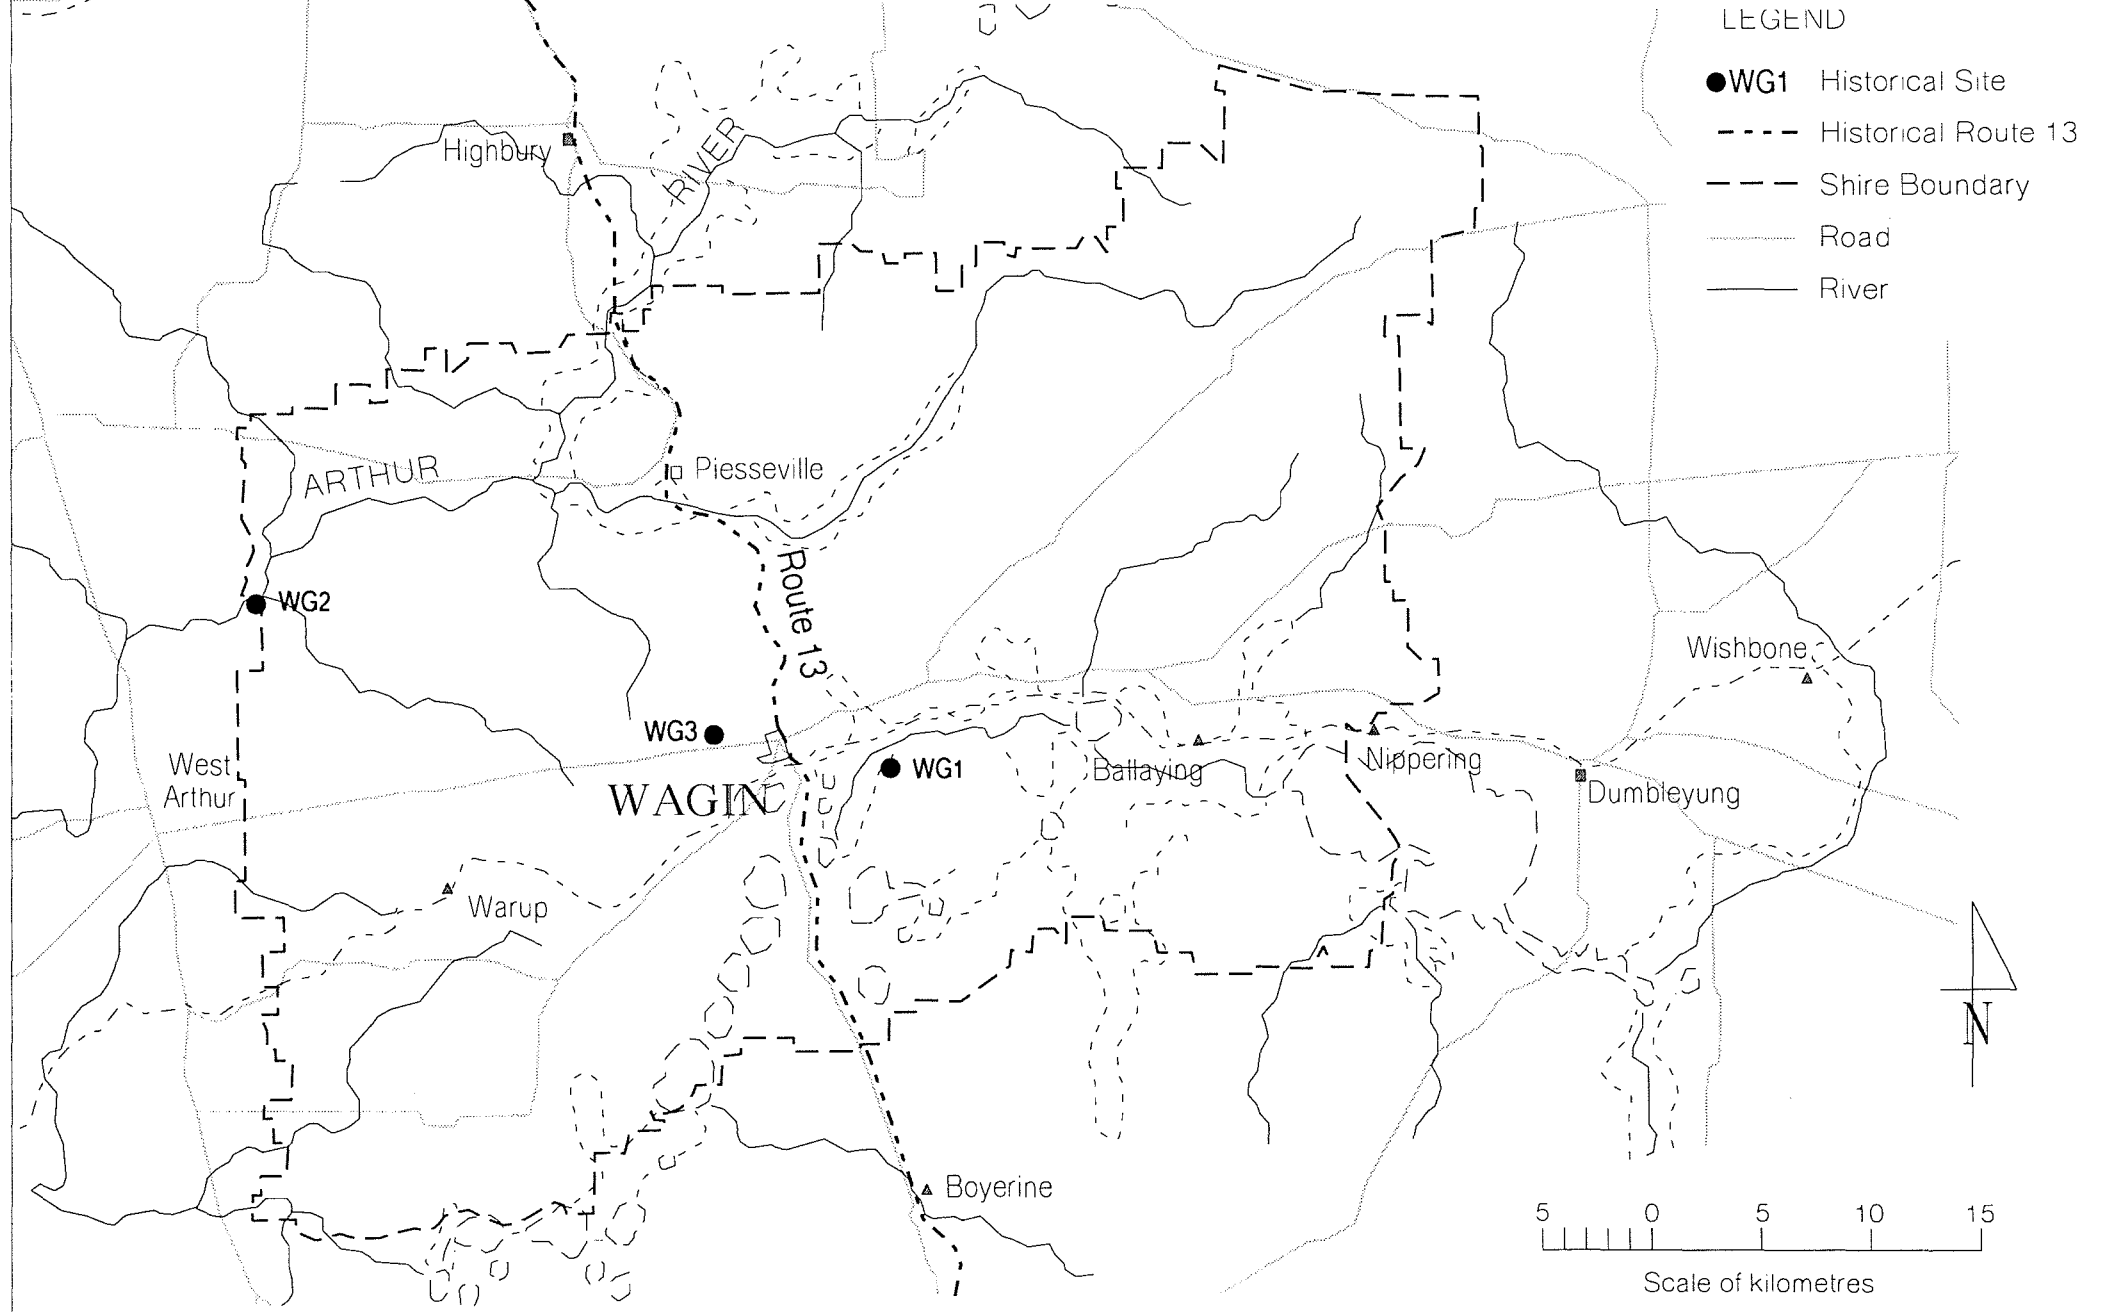 LEGEND
WG1 Historical Site
Historical Route 13
Shire Boundary
Road
River
Highbury
RIVER
ARTHUR
Piesseville
Route 13
WG2
WG3
WG1
West
Arthur
WAGIN
Ballaying
Nippering
Wishbone
Dumbleyung
Warup
Boyerine
N
5 0 5 10 15
Scale of kilometres